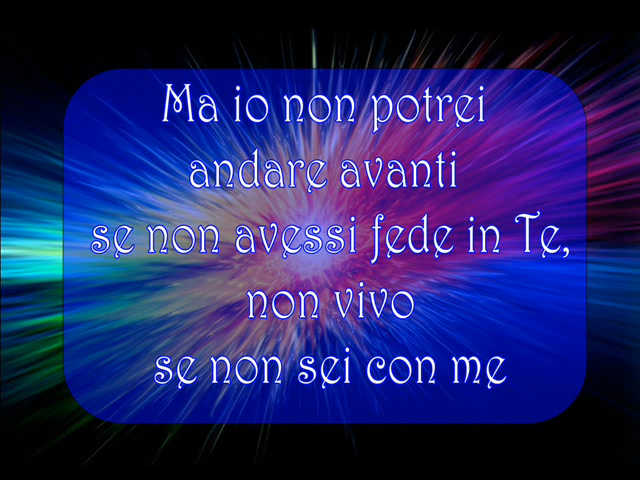 Ma io non potrei
andare avanti
se non avessi fede in Te,
non vivo
se non sei con me